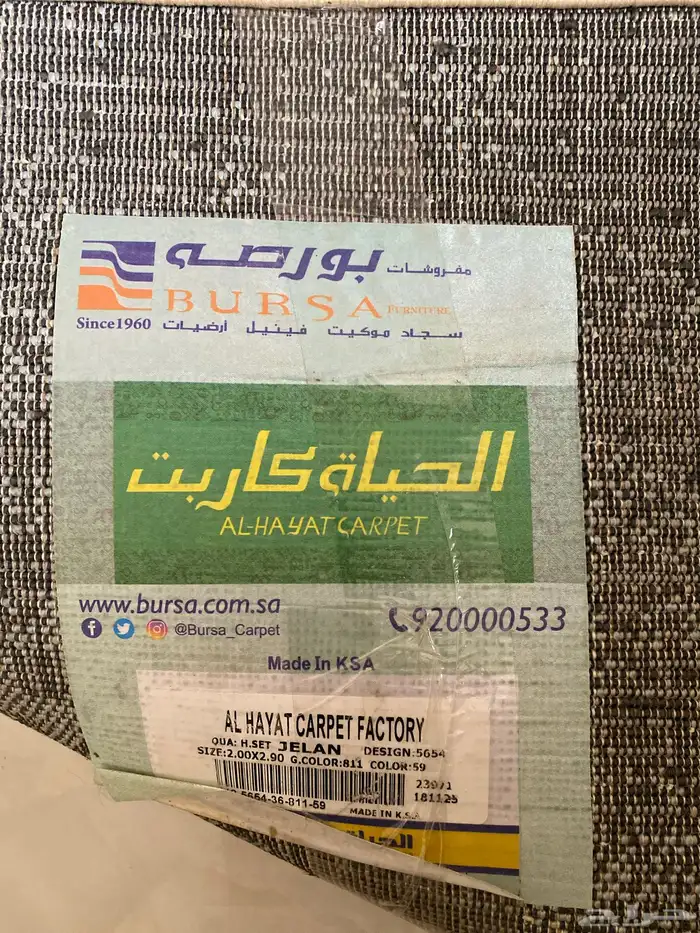 بورصه مفروشات
BURSA FURNITURE
Since1960 سجاد موكيت فينيل أرضيات
الحياة كاربت
AL-HAYAT CARPET
www.bursa.com.sa
@Bursa_Carpet
920000533
Made In KSA
AL HAYAT CARPET FACTORY
QUA: H.SET JELAN DESIGN:5654
SIZE:2.00X2.90 G.COLOR:811 COLOR:59
23971
5654-36-811-59
181125
MADE IN K.S.A
حراج